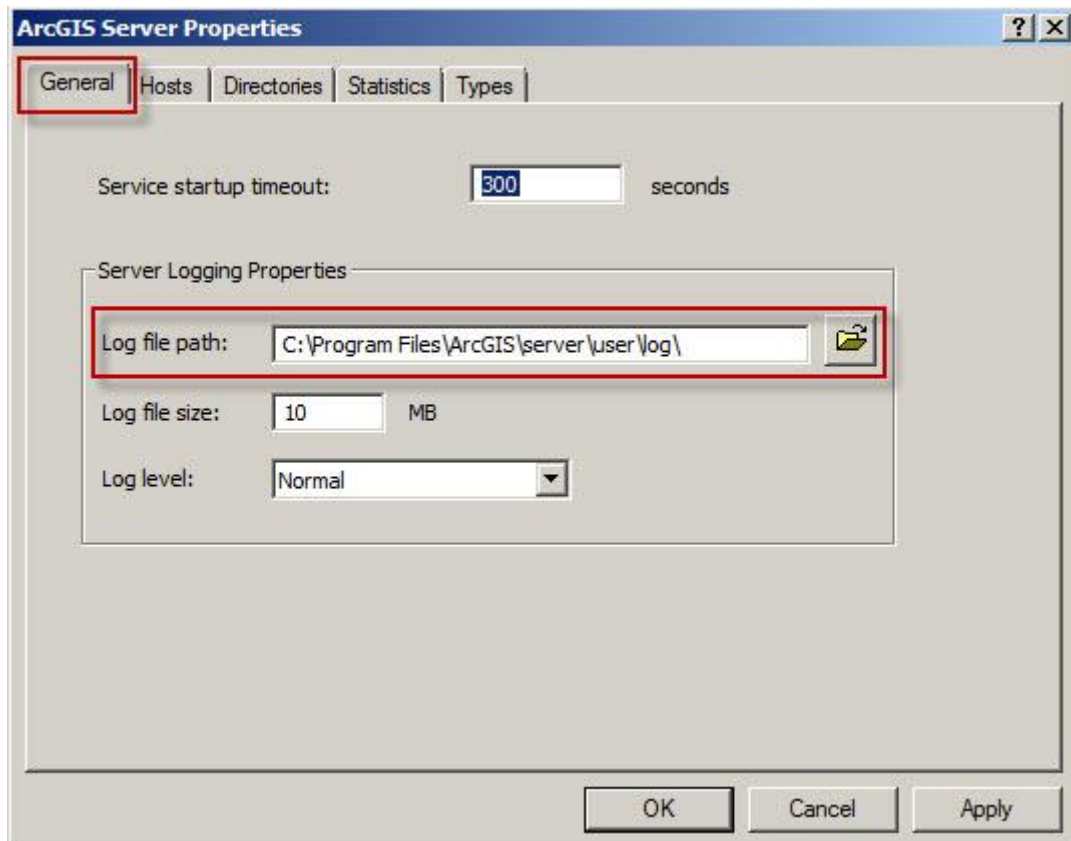 ArcGIS Server Properties
General Hosts Directories Statistics Types
Service startup timeout: 300 seconds
Server Logging Properties
Log file path: C:\Program Files\ArcGIS\server\user\log\
Log file size: 10 MB
Log level: Normal
OK Cancel Apply